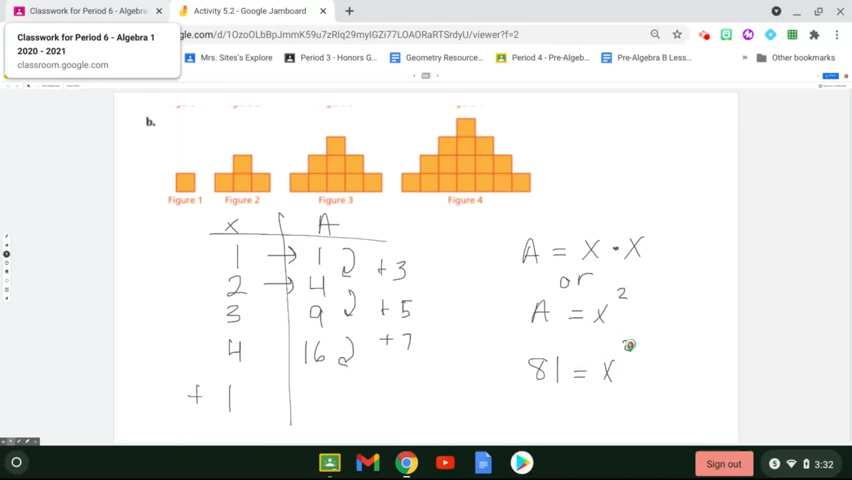 Classwork for Period 6 - Algebra
Activity 5.2 - Google Jamboard
gle.com/d/1OzoOLbBpJmmK59u7zRlq29mylGZi77LOAORaRTSrdyU/viewer?f=2
Classwork for Period 6 - Algebra 1
2020 - 2021
classroom.google.com
Mrs. Sites's Explore
Period 3 - Honors G...
Geometry Resource...
Period 4 - Pre-Algeb...
Pre-Algebra B Less...
Other bookmarks
b.
Figure 1
Figure 2
Figure 3
Figure 4
x A
1 → 1
+3
2 → 4
3 9 +5
4 16 +7
+ 1
A = X • X
or
A = x²
81 = x
Sign out
5
3:32